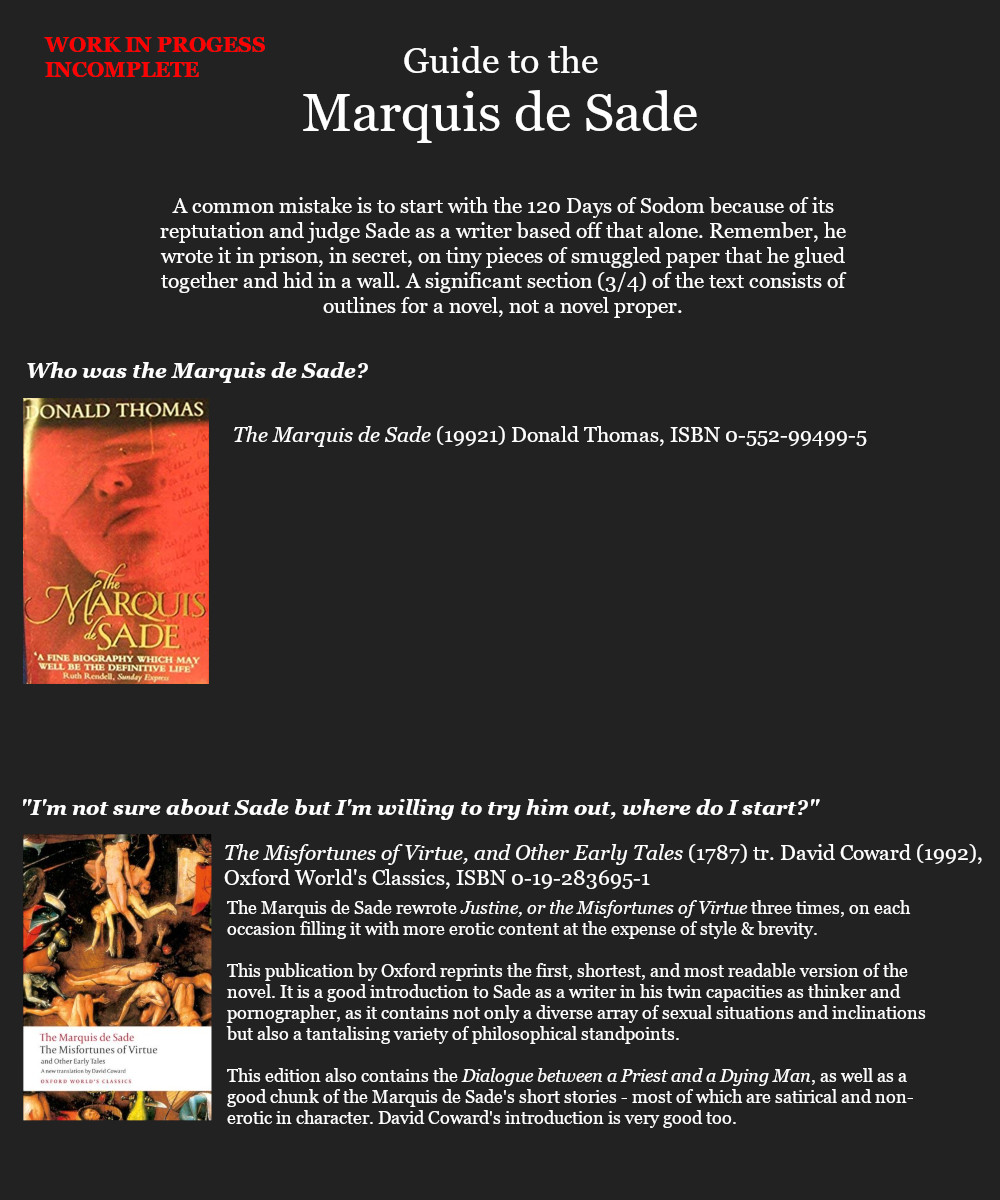 WORK IN PROGESS
INCOMPLETE
Guide to the
Marquis de Sade
A common mistake is to start with the 120 Days of Sodom because of its
reptutation and judge Sade as a writer based off that alone. Remember, he
wrote it in prison, in secret, on tiny pieces of smuggled paper that he glued
together and hid in a wall. A significant section (3/4) of the text consists of
outlines for a novel, not a novel proper.
Who was the Marquis de Sade?
DONALD THOMAS
The
MARQUIS
de SADE
'A FINE BIOGRAPHY WHICH MAY
WELL BE THE DEFINITIVE LIFE'
Ruth Rendell, Sunday Express
The Marquis de Sade (19921) Donald Thomas, ISBN 0-552-99499-5
"I'm not sure about Sade but I'm willing to try him out, where do I start?"
The Marquis de Sade
The Misfortunes of Virtue
and Other Early Tales
A new translation by David Coward
OXFORD WORLD'S CLASSICS
The Misfortunes of Virtue, and Other Early Tales (1787) tr. David Coward (1992),
Oxford World's Classics, ISBN 0-19-283695-1
The Marquis de Sade rewrote Justine, or the Misfortunes of Virtue three times, on each
occasion filling it with more erotic content at the expense of style & brevity.
This publication by Oxford reprints the first, shortest, and most readable version of the
novel. It is a good introduction to Sade as a writer in his twin capacities as thinker and
pornographer, as it contains not only a diverse array of sexual situations and inclinations
but also a tantalising variety of philosophical standpoints.
This edition also contains the Dialogue between a Priest and a Dying Man, as well as a
good chunk of the Marquis de Sade's short stories - most of which are satirical and non-
erotic in character. David Coward's introduction is very good too.